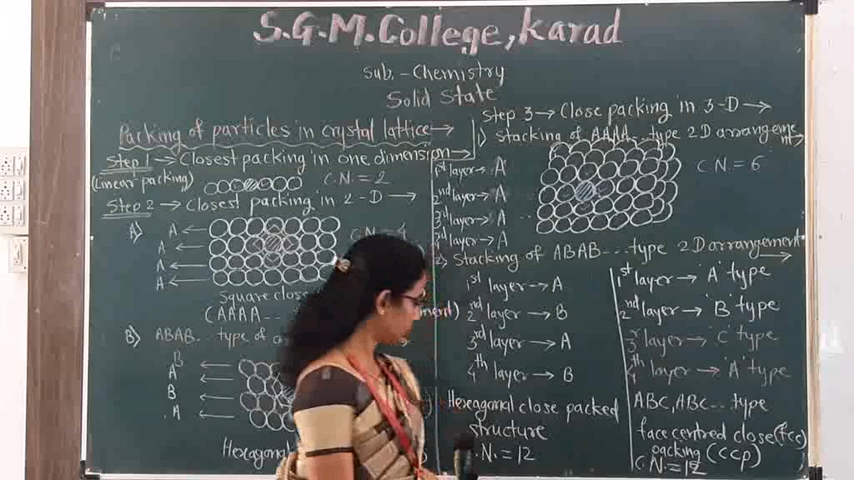 S.G.M. College, Karad
Sub. - Chemistry
Solid State
Packing of particles in crystal lattice →
Step 1 → Closest packing in one dimension →
(Linear packing) C.N. = 2
Step 2 → Closest packing in 2-D →
A) A ←
A ←
A ←
A ←
Square close
(AAAA...
B) ABAB... type of
B ←
A ←
B ←
A ←
Hexagonal
Step 3 → Close packing in 3-D →
1) Stacking of AAAA... type 2D arrangement →
1st layer → A
2nd layer → A
3rd layer → A
layer → A
C.N. = 6
2) Stacking of ABAB... type 2D arrangement →
1st layer → A
2nd layer → B
3rd layer → A
4th layer → B
Hexagonal close packed
structure
C.N. = 12
1st layer → 'A' type
2nd layer → 'B' type
3r layer → 'C' type
4th layer → 'A' type
ABC, ABC... type
face centred close (fcc)
packing (ccp)
C.N. = 12